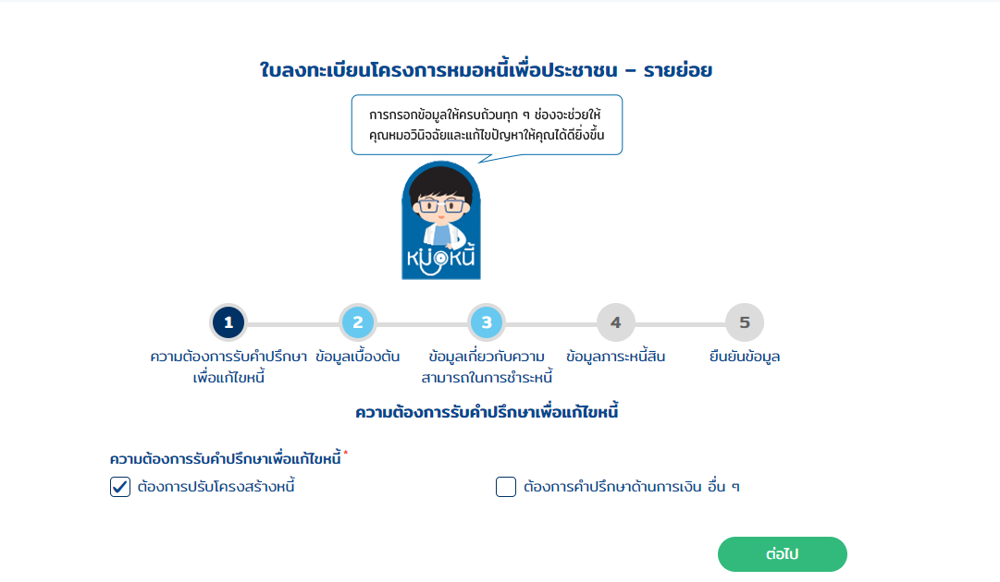 ใบลงทะเบียนโครงการหมอหนี้เพื่อประชาชน – รายย่อย
การกรอกข้อมูลให้ครบถ้วนทุก ๆ ช่องจะช่วยให้
คุณหมอวินิจฉัยและแก้ไขปัญหาให้คุณได้ดียิ่งขึ้น
หมอหนี้
1 2 3 4 5
ความต้องการรับคำปรึกษา ข้อมูลเบื้องต้น ข้อมูลเกี่ยวกับความ ข้อมูลภาระหนี้สิน ยืนยันข้อมูล
เพื่อแก้ไขหนี้ สามารถในการชำระหนี้
ความต้องการรับคำปรึกษาเพื่อแก้ไขหนี้
ความต้องการรับคำปรึกษาเพื่อแก้ไขหนี้ *
ต้องการปรับโครงสร้างหนี้ ต้องการคำปรึกษาด้านการเงิน อื่น ๆ
ต่อไป